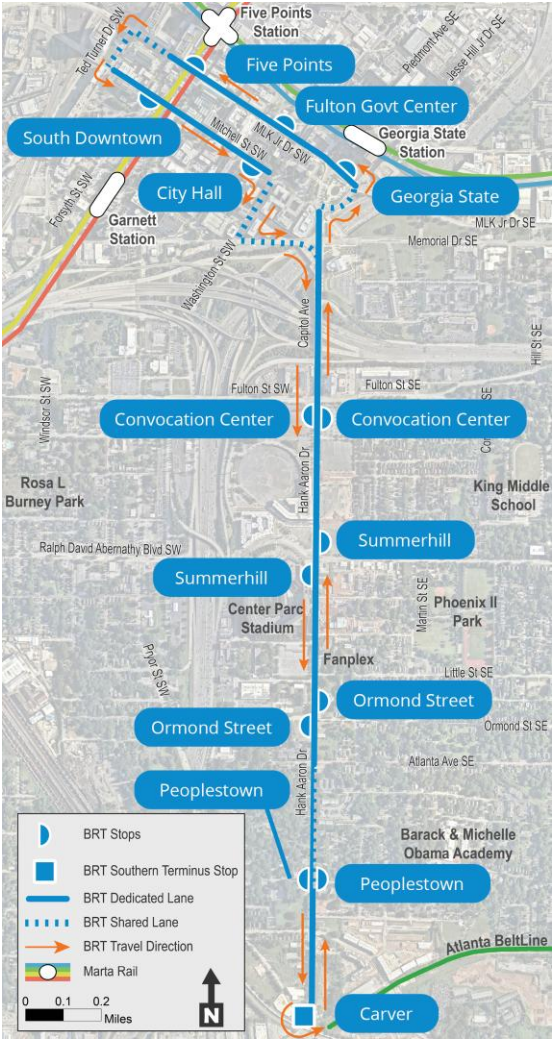 Five Points
Station
Ted Turner Dr SW
Piedmont Ave SE
Jesse Hill Jr Dr SE
Five Points
Fulton Govt Center
South Downtown
Mitchell St SW
MLK Jr Dr SW
Georgia State
Station
City Hall
Georgia State
Forsyth St SW
Garnett
Station
MLK Jr Dr SE
Memorial Dr SE
Washington St SW
Capitol Ave
Hill St SE
Fulton St SW
Fulton St SE
Windsor St SW
Convocation Center
Convocation Center
Hank Aaron Dr
Rosa L
Burney Park
King Middle
School
Ralph David Abernathy Blvd SW
Summerhill
Summerhill
Center Parc
Stadium
Martin St SE
Phoenix II
Park
Fanplex
Pryor St SW
Little St SE
Ormond Street
Ormond Street
Ormond St SE
Hank Aaron Dr
Atlanta Ave SE
Peoplestown
Barack & Michelle
Obama Academy
Peoplestown
BRT Stops
BRT Southern Terminus Stop
BRT Dedicated Lane
BRT Shared Lane
BRT Travel Direction
Marta Rail
0 0.1 0.2
Miles
N
Atlanta BeltLine
Carver